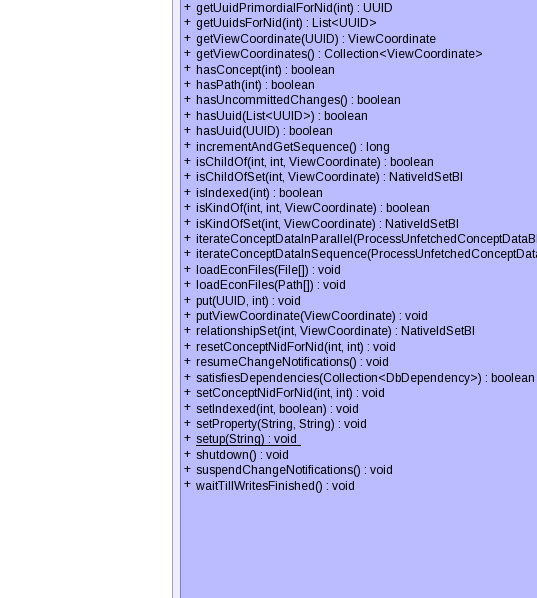 + getUuidPrimordialForNid(int) : UUID
+ getUuidsForNid(int) : List<UUID>
+ getViewCoordinate(UUID) : ViewCoordinate
+ getViewCoordinates() : Collection<ViewCoordinate>
+ hasConcept(int) : boolean
+ hasPath(int) : boolean
+ hasUncommittedChanges() : boolean
+ hasUuid(List<UUID>) : boolean
+ hasUuid(UUID) : boolean
+ incrementAndGetSequence() : long
+ isChildOf(int, int, ViewCoordinate) : boolean
+ isChildOfSet(int, ViewCoordinate) : NativeIdSetBI
+ isIndexed(int) : boolean
+ isKindOf(int, int, ViewCoordinate) : boolean
+ isKindOfSet(int, ViewCoordinate) : NativeIdSetBI
+ iterateConceptDataInParallel(ProcessUnfetchedConceptDataB
+ iterateConceptDataInSequence(ProcessUnfetchedConceptData
+ loadEconFiles(File[]) : void
+ loadEconFiles(Path[]) : void
+ put(UUID, int) : void
+ putViewCoordinate(ViewCoordinate) : void
+ relationshipSet(int, ViewCoordinate) : NativeIdSetBI
+ resetConceptNidForNid(int, int) : void
+ resumeChangeNotifications() : void
+ satisfiesDependencies(Collection<DbDependency>) : boolean
+ setConceptNidForNid(int, int) : void
+ setIndexed(int, boolean) : void
+ setProperty(String, String) : void
+ setup(String) : void
+ shutdown() : void
+ suspendChangeNotifications() : void
+ waitTillWritesFinished() : void